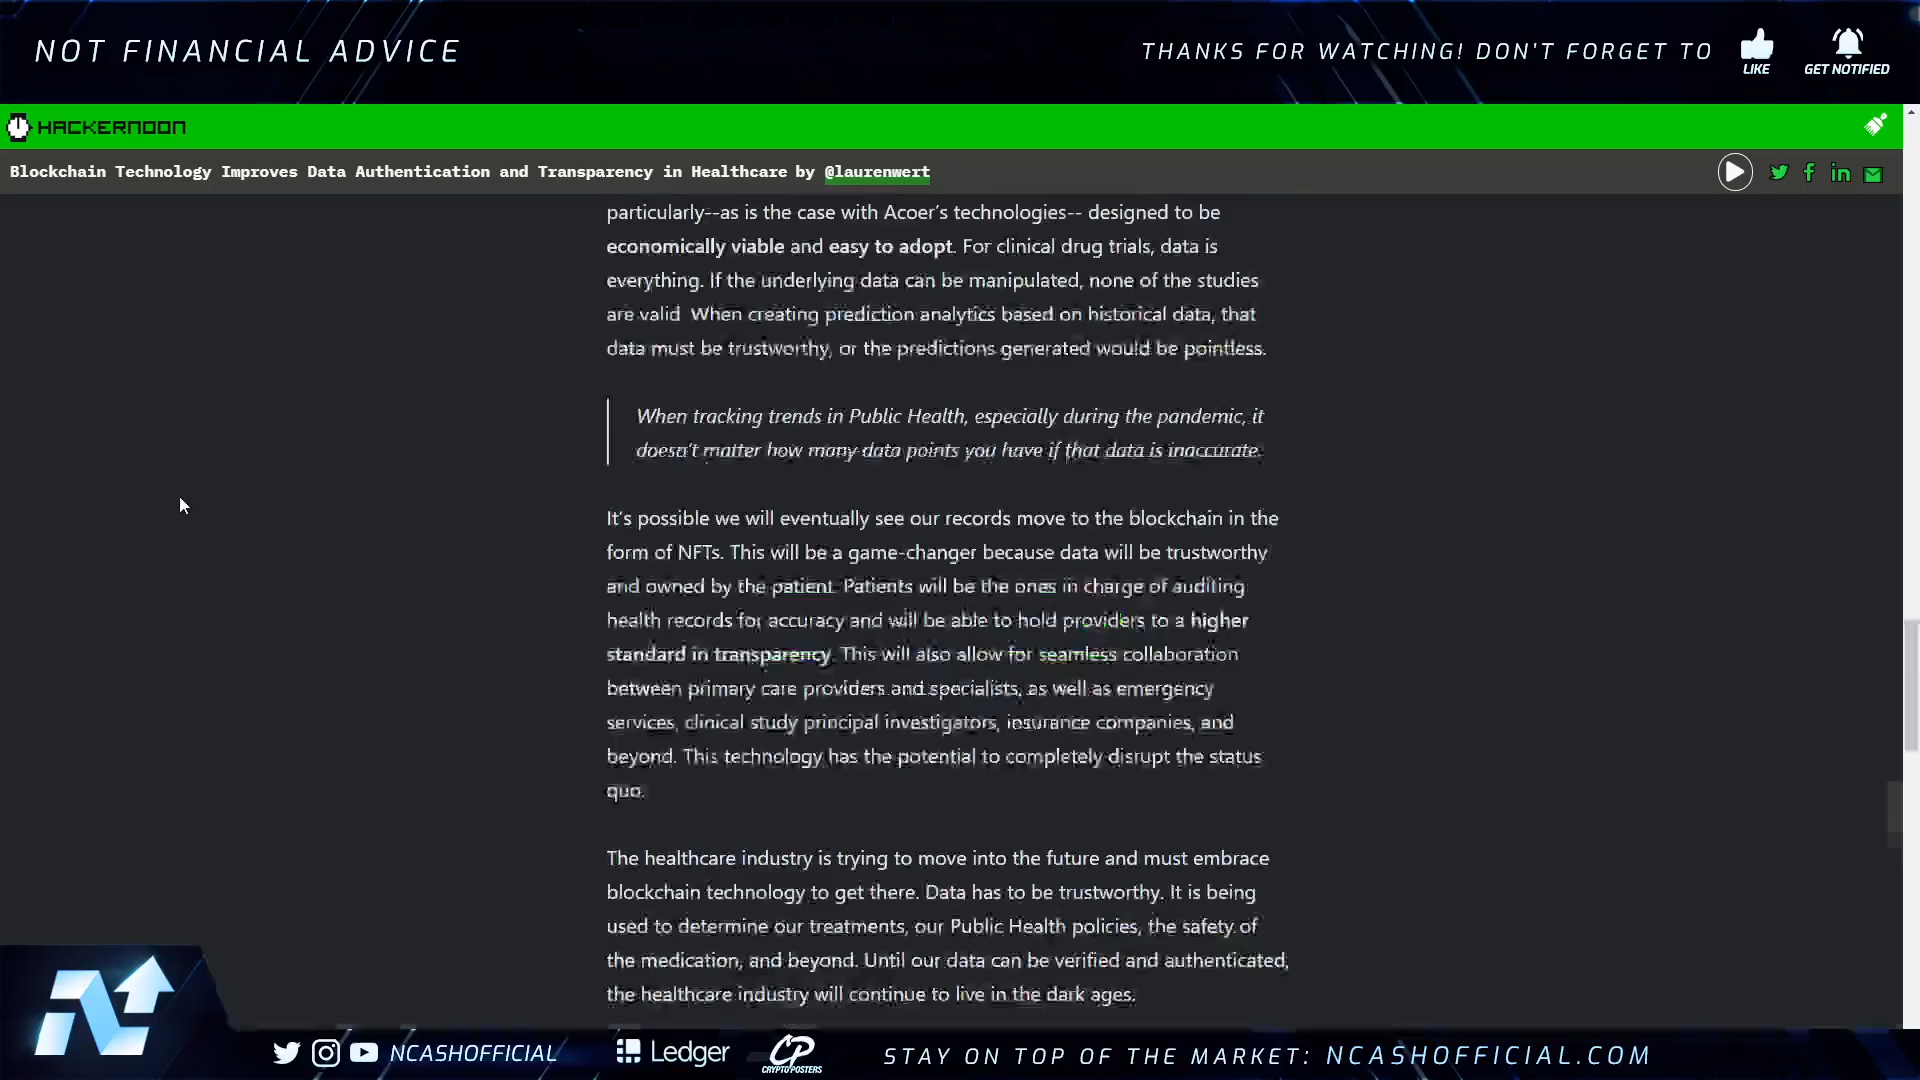 NOT FINANCIAL ADVICE
THANKS FOR WATCHING! DON'T FORGET TO
LIKE
GET NOTIFIED
HACKERNOON
Blockchain Technology Improves Data Authentication and Transparency in Healthcare by @laurenwert
particularly--as is the case with Acoer's technologies-- designed to be
economically viable and easy to adopt. For clinical drug trials, data is
everything. If the underlying data can be manipulated, none of the studies
are valid. When creating prediction analytics based on historical data, that
data must be trustworthy, or the predictions generated would be pointless.
When tracking trends in Public Health, especially during the pandemic, it
doesn't matter how many data points you have if that data is inaccurate.
It's possible we will eventually see our records move to the blockchain in the
form of NFTs. This will be a game-changer because data will be trustworthy
and owned by the patient. Patients will be the ones in charge of auditing
health records for accuracy and will be able to hold providers to a higher
standard in transparency. This will also allow for seamless collaboration
between primary care providers and specialists, as well as emergency
services, clinical study principal investigators, insurance companies, and
beyond. This technology has the potential to completely disrupt the status
quo.
The healthcare industry is trying to move into the future and must embrace
blockchain technology to get there. Data has to be trustworthy. It is being
used to determine our treatments, our Public Health policies, the safety of
the medication, and beyond. Until our data can be verified and authenticated,
the healthcare industry will continue to live in the dark ages.
NCASHOFFICIAL
Ledger
CP
CRYPTOPOSTERS
STAY ON TOP OF THE MARKET: NCASHOFFICIAL.COM